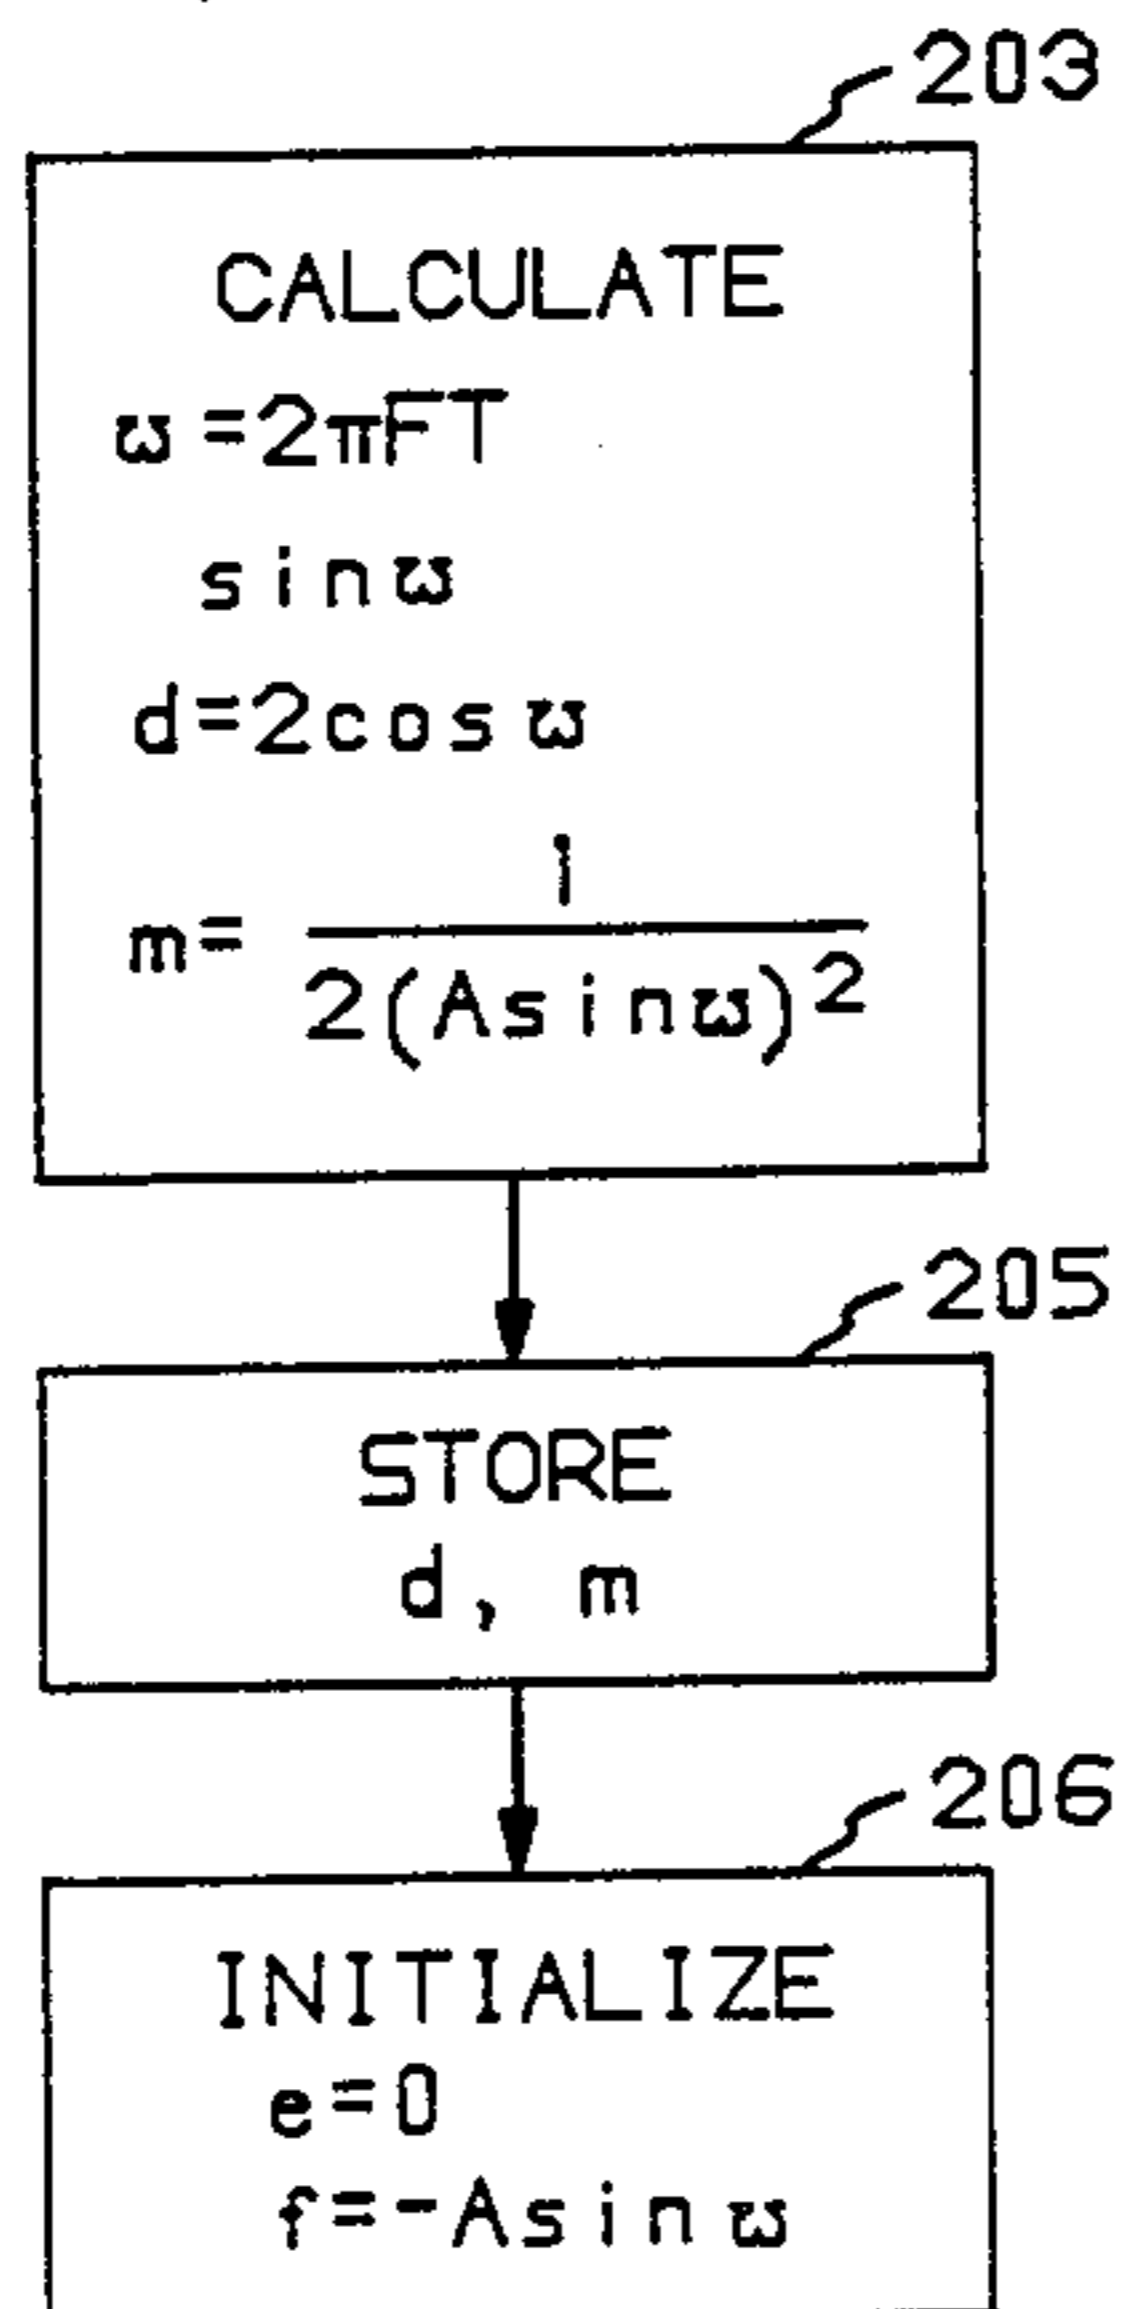 203
CALCULATE
ω=2πFT
sinω
d=2cosω
m= 1
2(Asinω)2
205
STORE
d, m
206
INITIALIZE
e=0
f=-Asinω